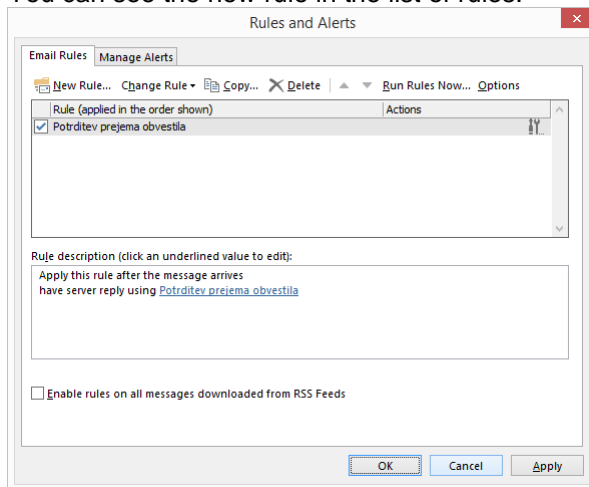 You can see the new rule in the list of rules.
Rules and Alerts
Email Rules Manage Alerts
New Rule... Change Rule Copy... Delete Run Rules Now... Options
Rule (applied in the order shown) Actions
Potrditev prejema obvestila
Rule description (click an underlined value to edit):
Apply this rule after the message arrives
have server reply using Potrditev prejema obvestila
Enable rules on all messages downloaded from RSS Feeds
OK Cancel Apply